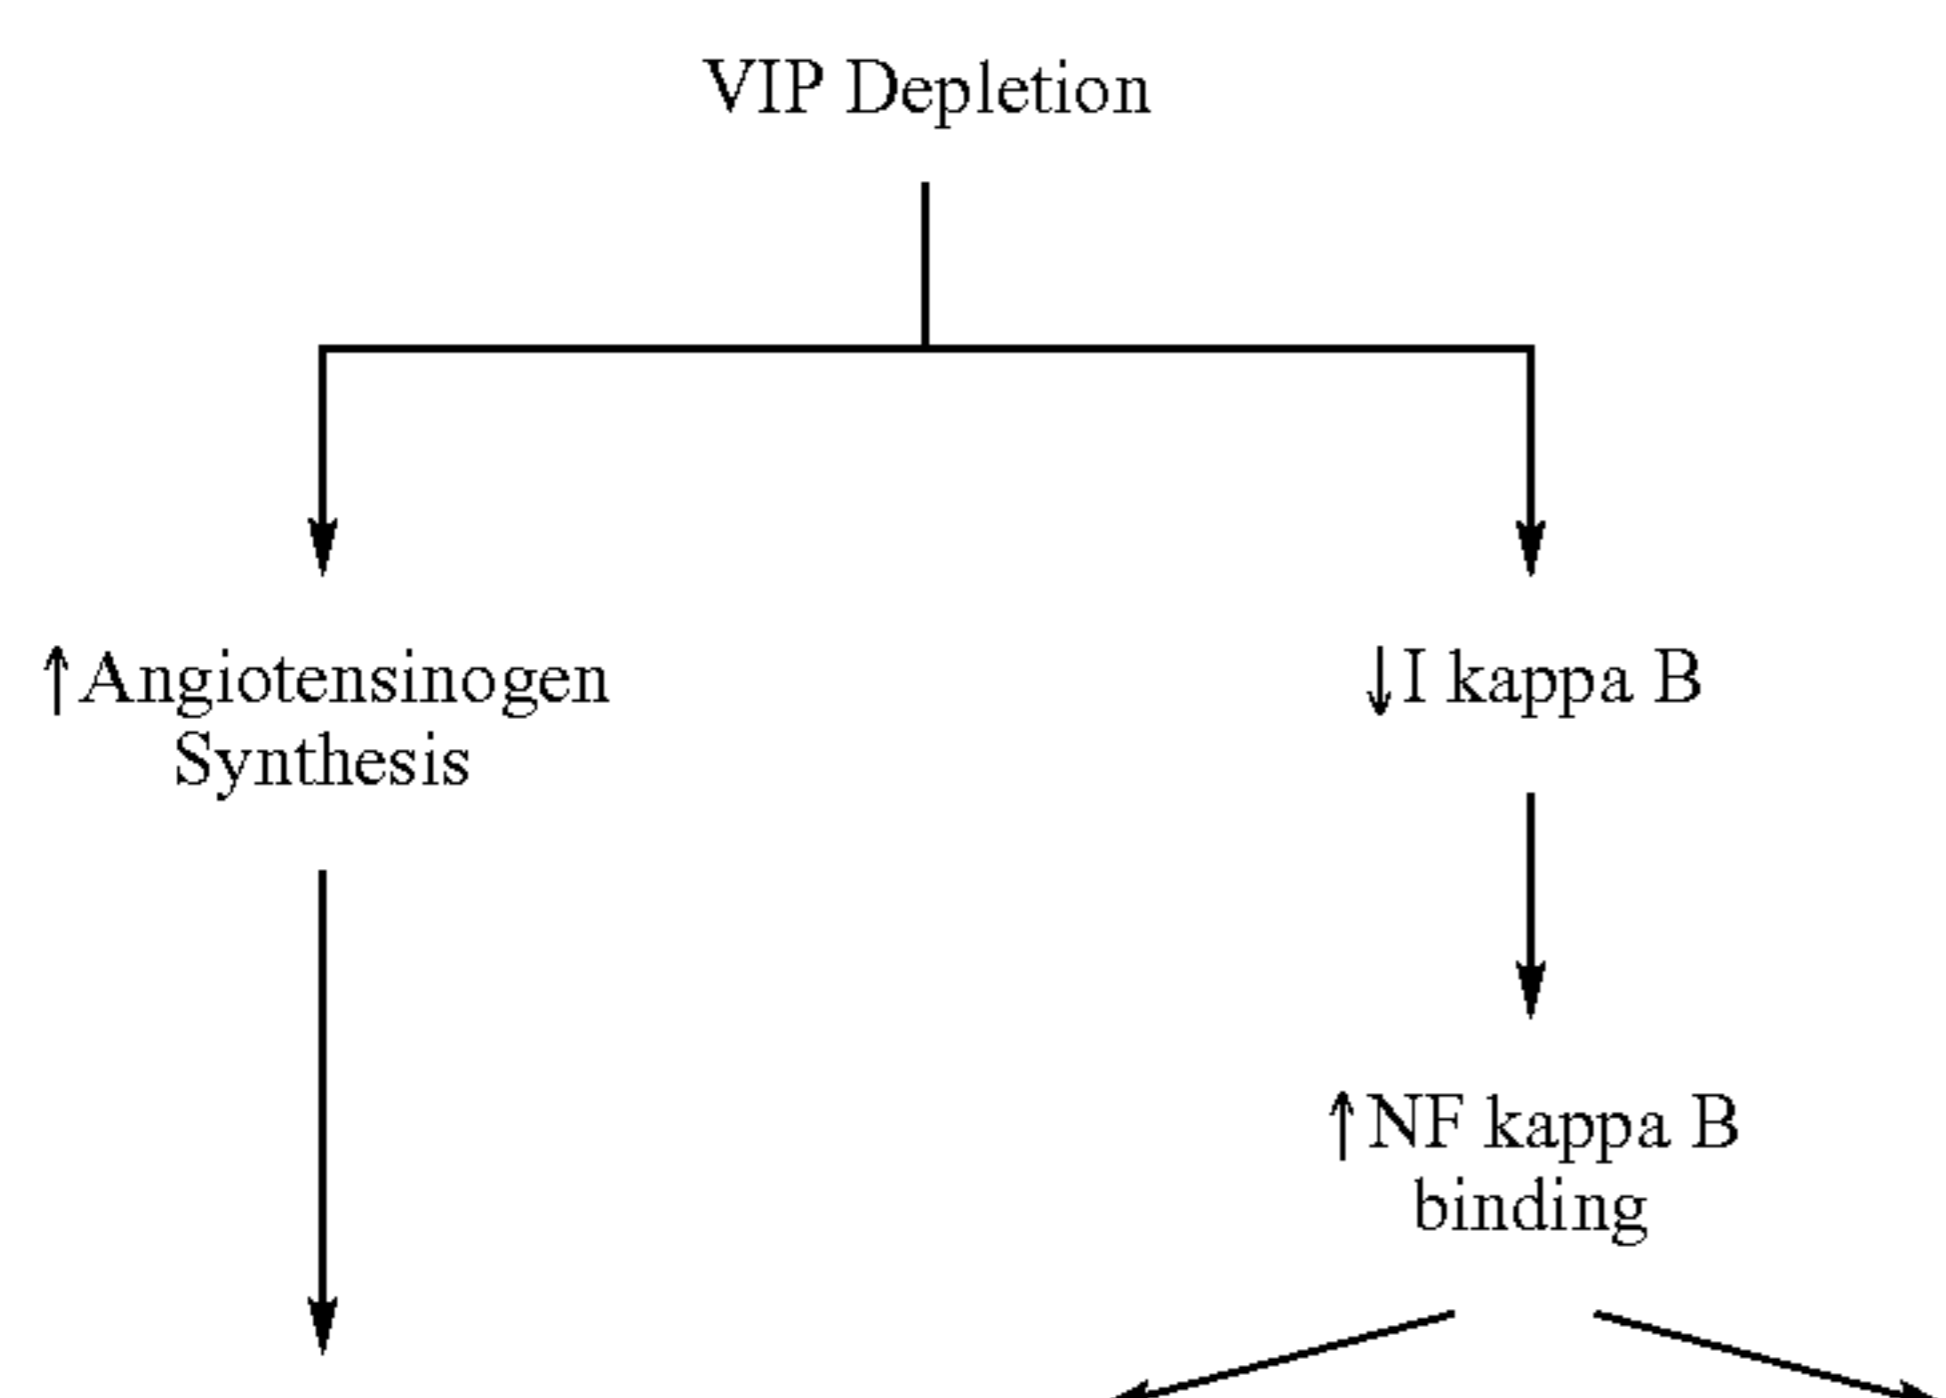 VIP Depletion
↑Angiotensinogen
Synthesis
↓I kappa B
↑NF kappa B
binding